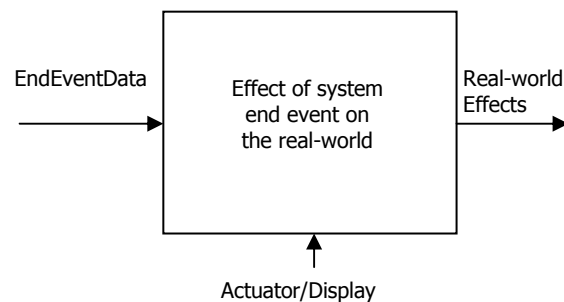 EndEventData
Effect of system
end event on
the real-world
Real-world
Effects
Actuator/Display